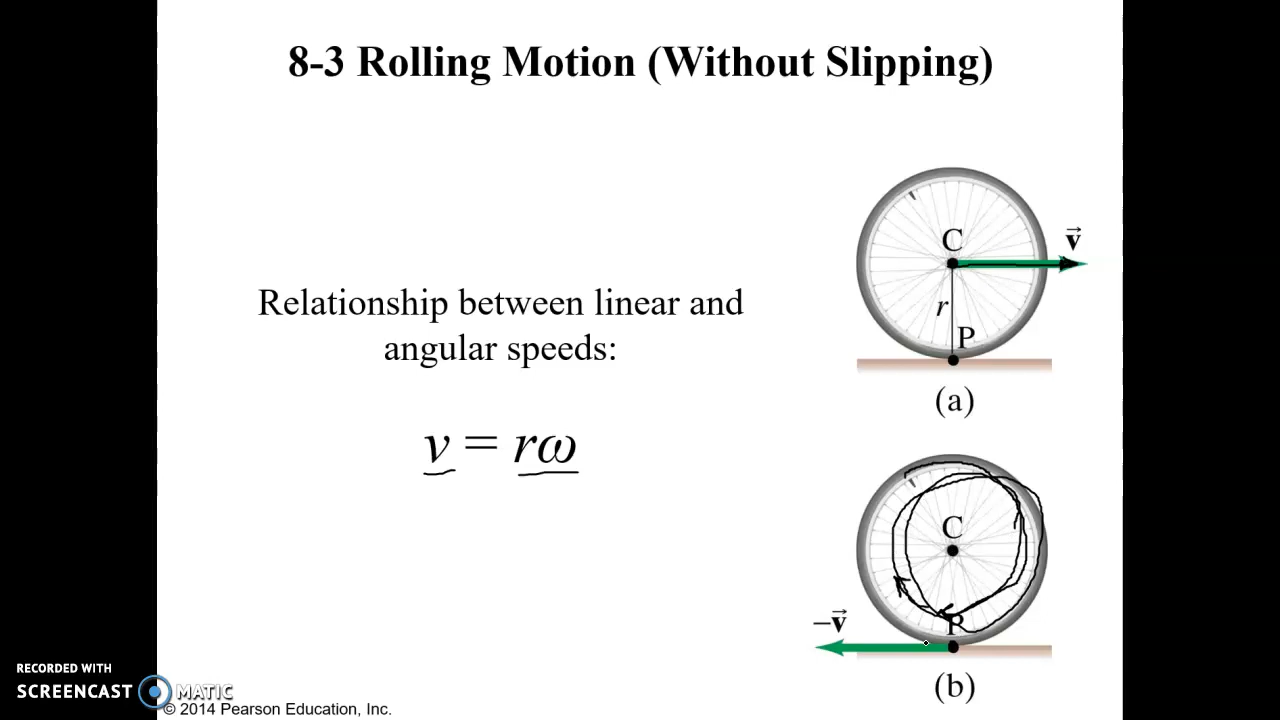 8-3 Rolling Motion (Without Slipping)
Relationship between linear and
angular speeds:
v = rω
C
v⃗
r
P
(a)
C
P
−v⃗
(b)
RECORDED WITH
SCREENCAST MATIC
© 2014 Pearson Education, Inc.